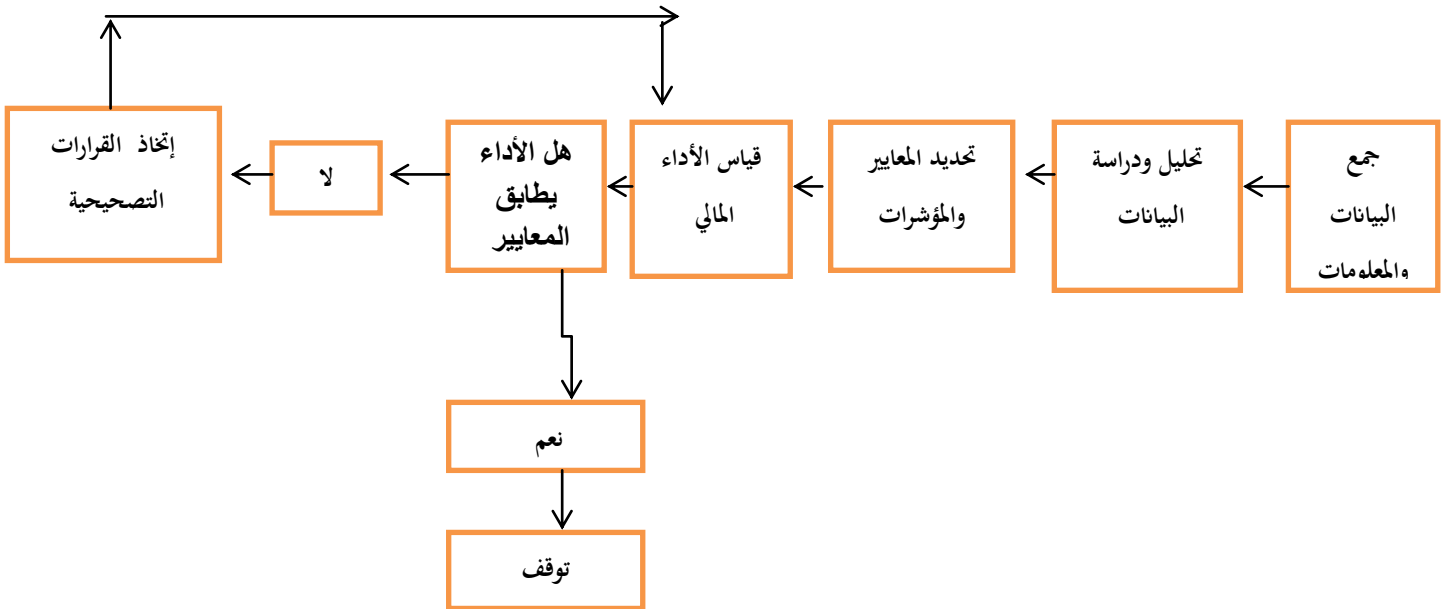 جمع
البيانات
والمعلومات
تحليل ودراسة
البيانات
تحديد المعايير
والمؤشرات
قياس الأداء
المالي
هل الأداء
يطابق
المعايير
لا
إتخاذ القرارات
التصحيحية
نعم
توقف